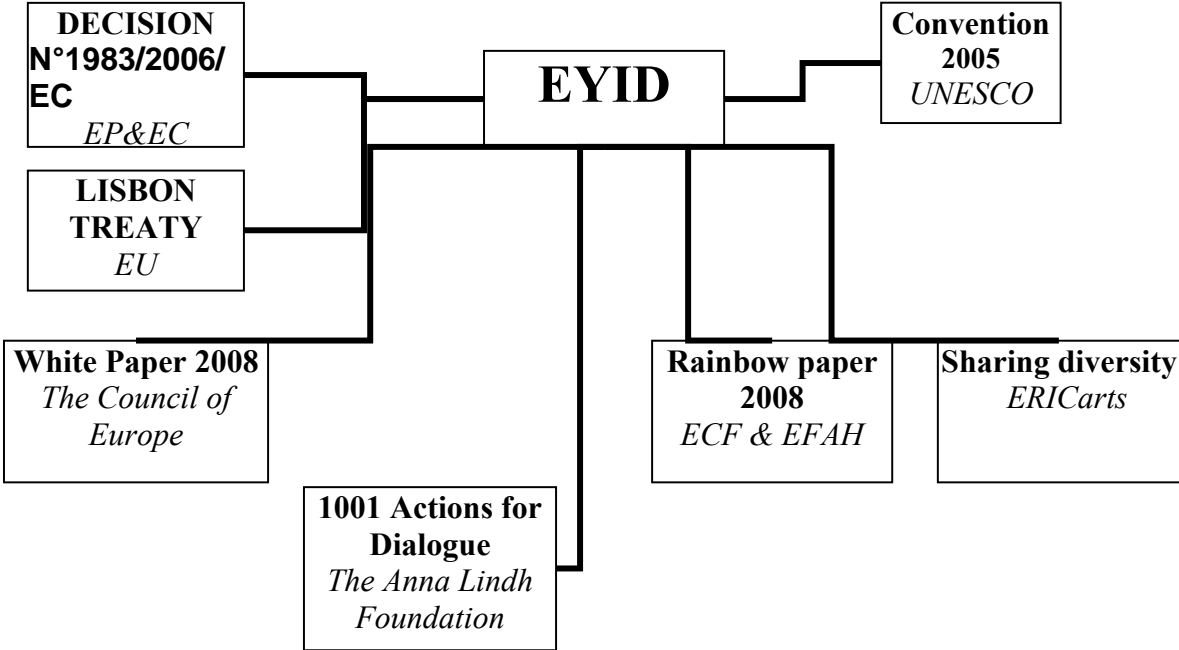 DECISION
N°1983/2006/
EC
EP&EC
EYID
Convention
2005
UNESCO
LISBON
TREATY
EU
White Paper 2008
The Council of
Europe
Rainbow paper
2008
ECF & EFAH
Sharing diversity
ERICarts
1001 Actions for
Dialogue
The Anna Lindh
Foundation